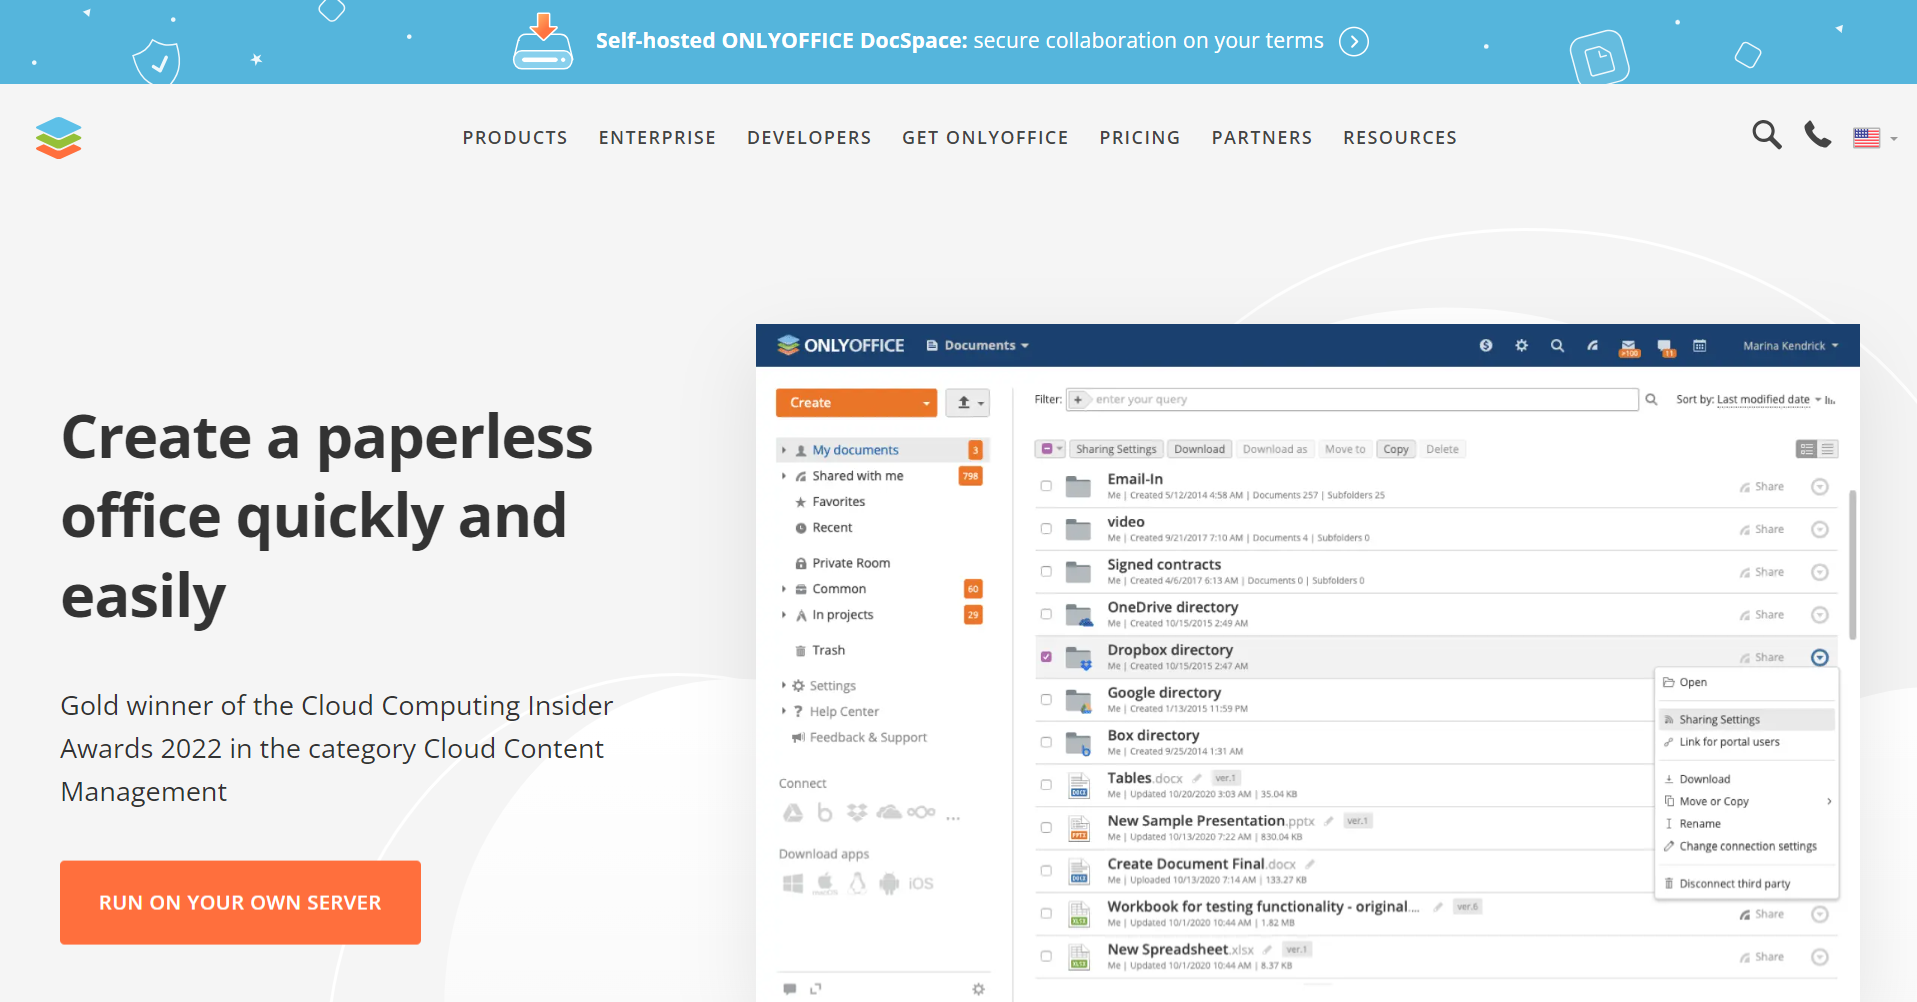 Self-hosted ONLYOFFICE DocSpace: secure collaboration on your terms
PRODUCTS ENTERPRISE DEVELOPERS GET ONLYOFFICE PRICING PARTNERS RESOURCES
Create a paperless
office quickly and
easily
Gold winner of the Cloud Computing Insider
Awards 2022 in the category Cloud Content
Management
RUN ON YOUR OWN SERVER
ONLYOFFICE Documents >100 11 Marina Kendrick
Create
My documents 3
Shared with me 798
Favorites
Recent
Private Room
Common 60
In projects 29
Trash
Settings
Help Center
Feedback & Support
Connect
...
Download apps
macOS iOS
Filter: + enter your query Sort by: Last modified date
Sharing Settings Download Download as Move to Copy Delete
Email-In
Me | Created 5/12/2014 4:58 AM | Documents 257 | Subfolders 25
Share
video
Me | Created 9/21/2017 7:10 AM | Documents 4 | Subfolders 0
Share
Signed contracts
Me | Created 4/6/2017 6:13 AM | Documents 0 | Subfolders 0
Share
OneDrive directory
Me | Created 10/15/2015 2:49 AM
Share
Dropbox directory
Me | Created 10/15/2015 2:47 AM
Share
Google directory
Me | Created 1/13/2015 11:59 PM
Box directory
Me | Created 9/25/2014 1:31 AM
Tables.docx ver.1
DOCX
Me | Updated 10/20/2020 3:03 AM | 35.04 KB
New Sample Presentation.pptx ver.1
PPTX
Me | Updated 10/13/2020 7:22 AM | 830.04 KB
Create Document Final.docx
DOCX
Me | Uploaded 10/13/2020 7:14 AM | 133.27 KB
Workbook for testing functionality - original.... ver.6
XLSX
Me | Updated 10/1/2020 10:44 AM | 1.82 MB
Share
New Spreadsheet.xlsx ver.1
XLSX
Me | Updated 10/1/2020 10:44 AM | 8.37 KB
Share
Open
Sharing Settings
Link for portal users
Download
Move or Copy
Rename
Change connection settings
Disconnect third party